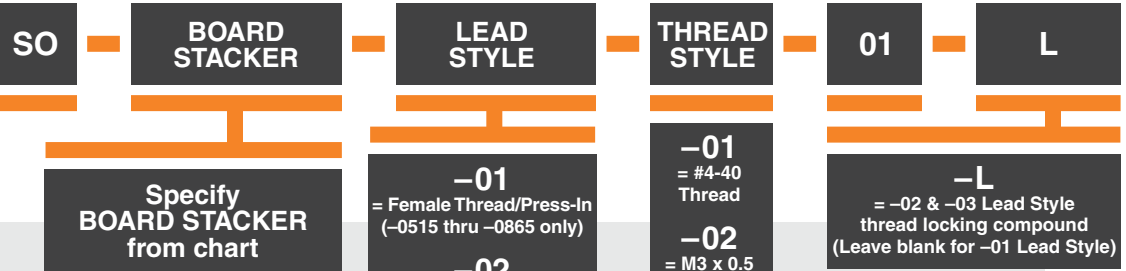 SO
BOARD
STACKER
LEAD
STYLE
THREAD
STYLE
01
L
Specify
BOARD STACKER
from chart
–01
= Female Thread/Press-In
(–0515 thru –0865 only)
–02
–01
= #4-40
Thread
–02
= M3 x 0.5
–L
= –02 & –03 Lead Style
thread locking compound
(Leave blank for –01 Lead Style)